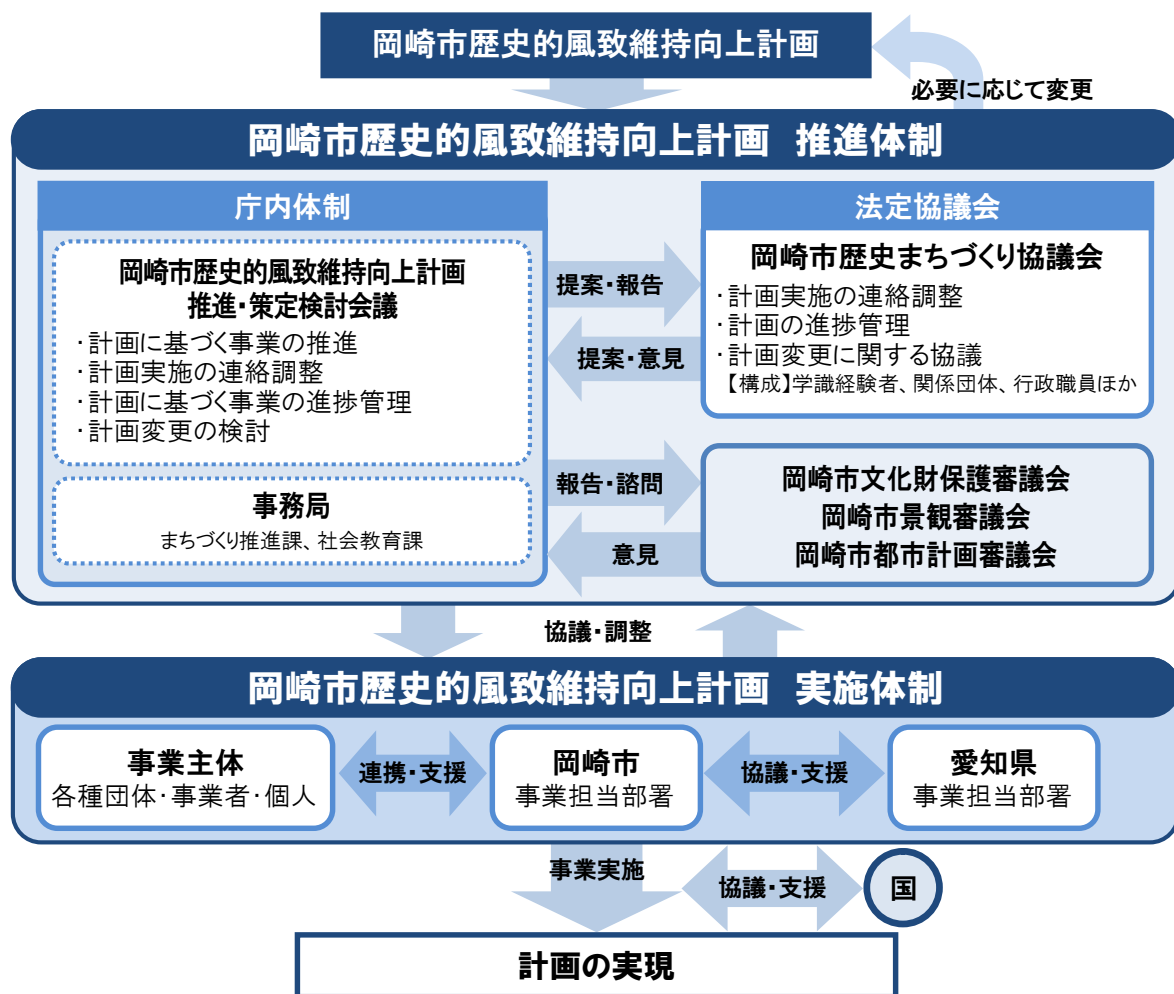 岡崎市歴史的風致維持向上計画
必要に応じて変更
岡崎市歴史的風致維持向上計画　推進体制
庁内体制
岡崎市歴史的風致維持向上計画
推進・策定検討会議
・計画に基づく事業の推進
・計画実施の連絡調整
・計画に基づく事業の進捗管理
・計画変更の検討
事務局
まちづくり推進課、社会教育課
提案・報告
提案・意見
報告・諮問
意見
法定協議会
岡崎市歴史まちづくり協議会
・計画実施の連絡調整
・計画の進捗管理
・計画変更に関する協議
【構成】学識経験者、関係団体、行政職員ほか
岡崎市文化財保護審議会
岡崎市景観審議会
岡崎市都市計画審議会
協議・調整
岡崎市歴史的風致維持向上計画　実施体制
事業主体
各種団体・事業者・個人
連携・支援
岡崎市
事業担当部署
協議・支援
愛知県
事業担当部署
事業実施
協議・支援
国
計画の実現